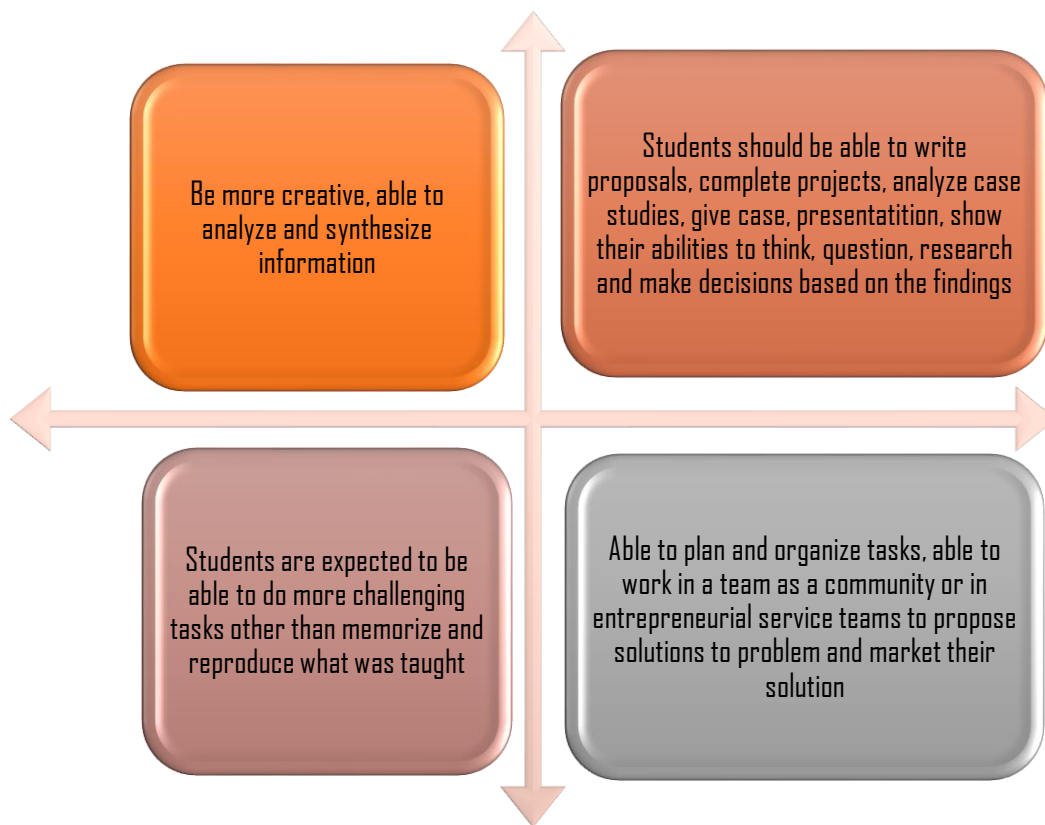 Be more creative, able to
analyze and synthesize
information
Students should be able to write
proposals, complete projects, analyze case
studies, give case, presentatition, show
their abilities to think, question, research
and make decisions based on the findings
Students are expected to be
able to do more challenging
tasks other than memorize and
reproduce what was taught
Able to plan and organize tasks, able to
work in a team as a community or in
entrepreneurial service teams to propose
solutions to problem and market their
solution